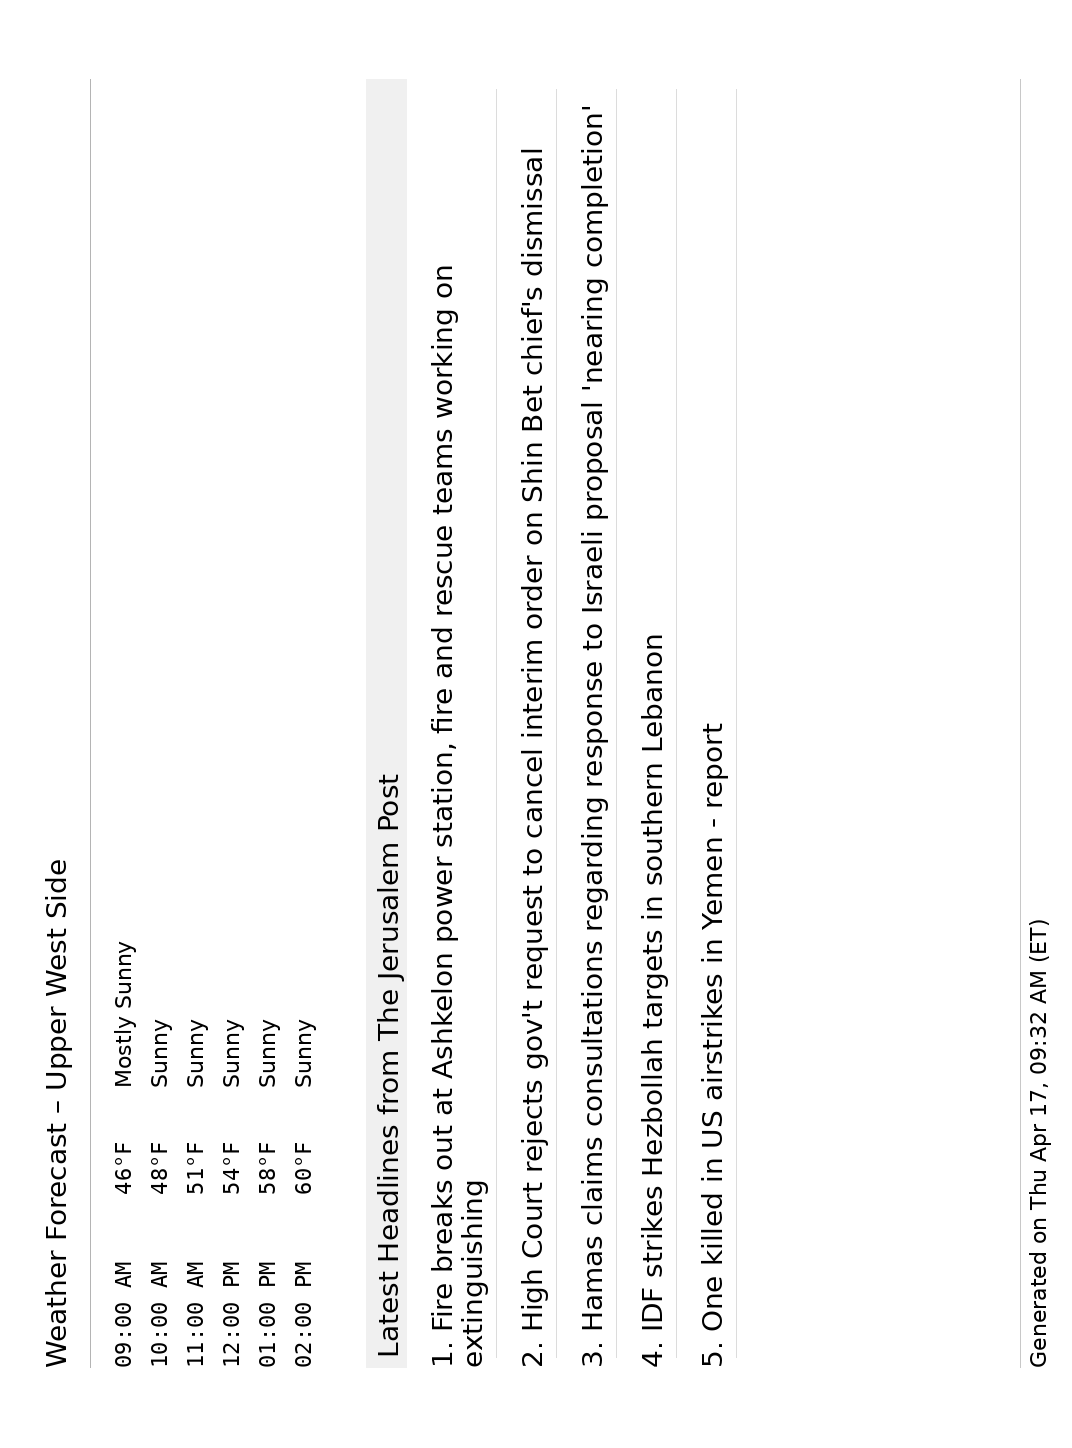 Weather Forecast – Upper West Side
09:00 AM 46°F Mostly Sunny
10:00 AM 48°F Sunny
11:00 AM 51°F Sunny
12:00 PM 54°F Sunny
01:00 PM 58°F Sunny
02:00 PM 60°F Sunny
Latest Headlines from The Jerusalem Post
1. Fire breaks out at Ashkelon power station, fire and rescue teams working on
extinguishing
2. High Court rejects gov't request to cancel interim order on Shin Bet chief's dismissal
3. Hamas claims consultations regarding response to Israeli proposal 'nearing completion'
4. IDF strikes Hezbollah targets in southern Lebanon
5. One killed in US airstrikes in Yemen - report
Generated on Thu Apr 17, 09:32 AM (ET)